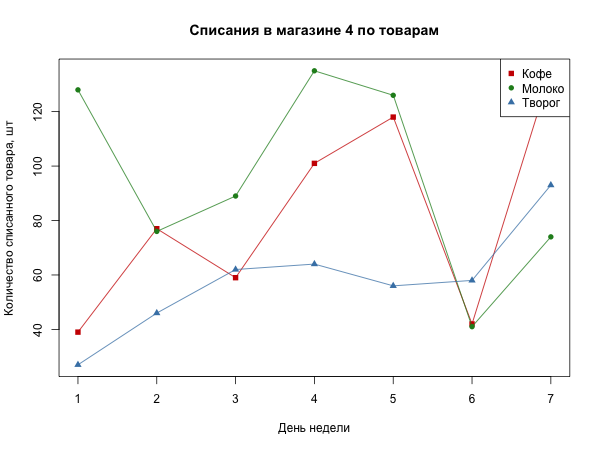 Списания в магазине 4 по товарам
Кофе
Молоко
Творог
Количество списанного товара, шт
120
100
80
60
40
1 2 3 4 5 6 7
День недели